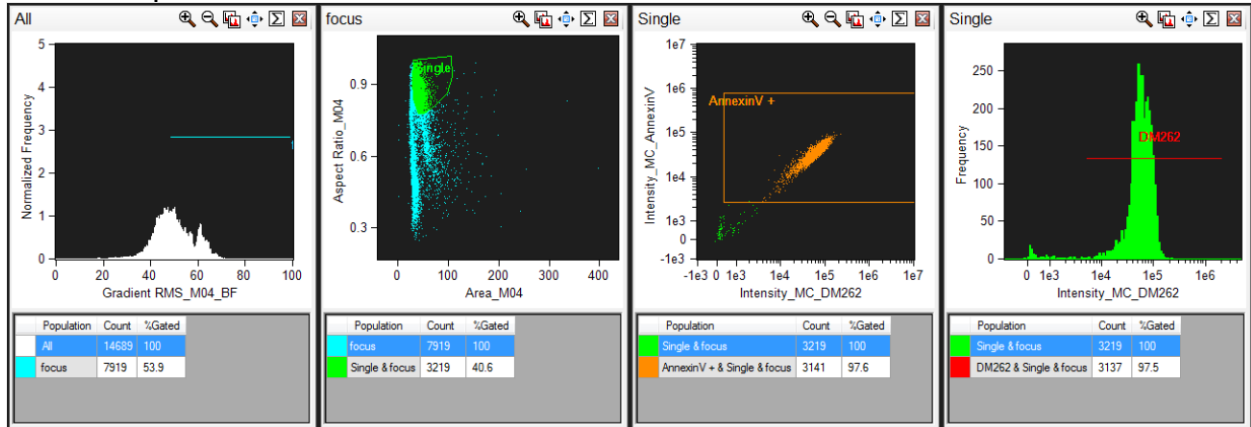 All
5
4
3
2
1
0
Normalized Frequency
0 20 40 60 80 100
Gradient RMS_M04_BF
Population Count %Gated
All 14689 100
focus 7919 53.9
focus
Single
0.9
0.6
0.3
Aspect Ratio_M04
0 100 200 300 400
Area_M04
Population Count %Gated
focus 7919 100
Single & focus 3219 40.6
Single
AnnexinV +
1e7
1e6
1e5
1e4
1e3
0
-1e3
Intensity_MC_AnnexinV
-1e3 0 1e3 1e4 1e5 1e6 1e7
Intensity_MC_DM262
Population Count %Gated
Single & focus 3219 100
AnnexinV + & Single & focus 3141 97.6
Single
DM262
250
200
150
100
50
0
Frequency
0 1e3 1e4 1e5 1e6
Intensity_MC_DM262
Population Count %Gated
Single & focus 3219 100
DM262 & Single & focus 3137 97.5